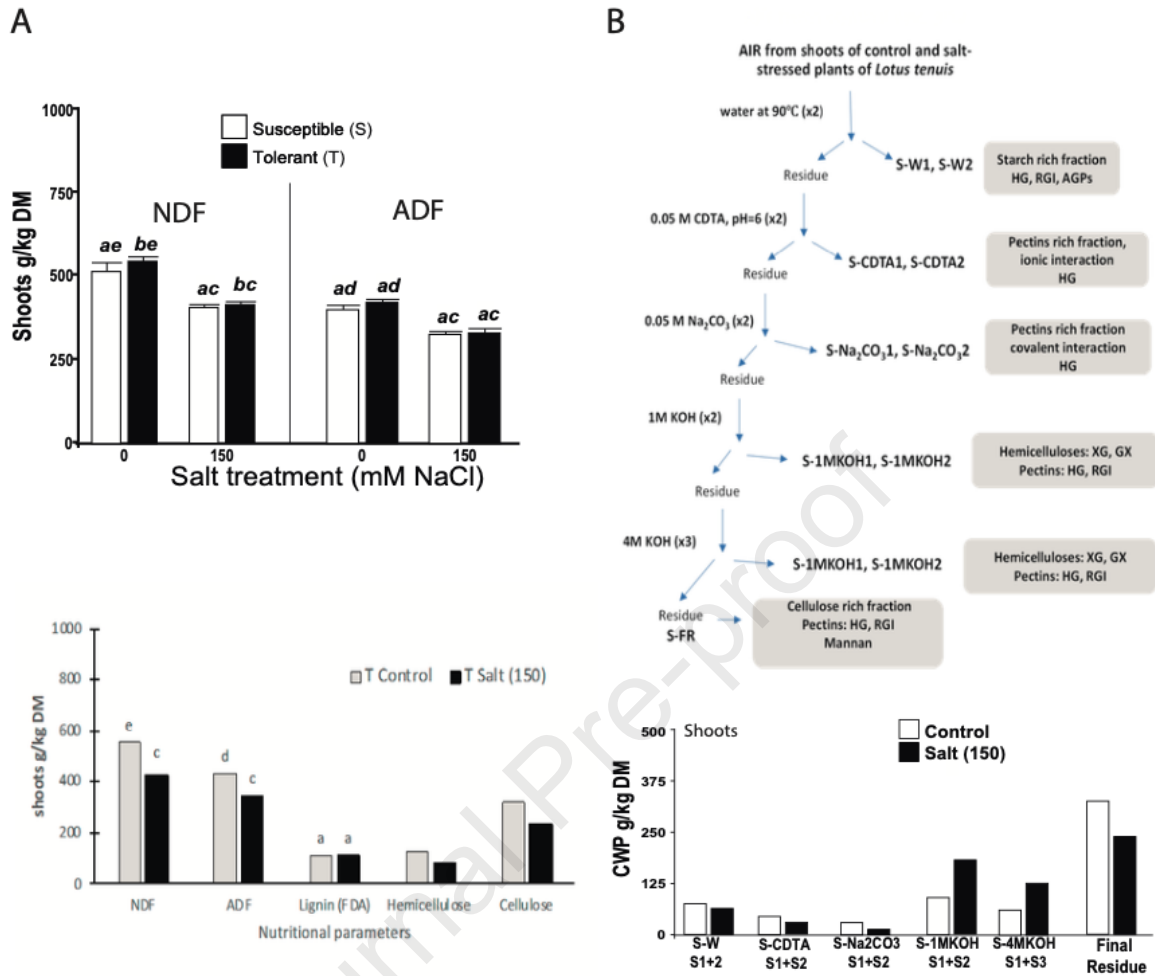 A
1000
750
500
250
0
Shoots g/kg DM
Susceptible (S)
Tolerant (T)
NDF
ADF
ae
be
ac
bc
ad
ad
ac
ac
0
150
0
150
Salt treatment (mM NaCl)
1000
800
600
400
200
0
shoots g/kg DM
T Control
T Salt (150)
e
c
d
c
a
a
NDF
ADF
Lignin (FDA)
Hemicellulose
Cellulose
Nutritional parameters
B
AIR from shoots of control and salt-
stressed plants of Lotus tenuis
water at 90ºC (x2)
Residue
S-W1, S-W2
Starch rich fraction
HG, RGI, AGPs
0.05 M CDTA, pH=6 (x2)
Residue
S-CDTA1, S-CDTA2
Pectins rich fraction,
ionic interaction
HG
0.05 M Na₂CO₃ (x2)
Residue
S-Na₂CO₃1, S-Na₂CO₃2
Pectins rich fraction
covalent interaction
HG
1M KOH (x2)
Residue
S-1MKOH1, S-1MKOH2
Hemicelluloses: XG, GX
Pectins: HG, RGI
4M KOH (x3)
S-1MKOH1, S-1MKOH2
Hemicelluloses: XG, GX
Pectins: HG, RGI
Residue
S-FR
Cellulose rich fraction
Pectins: HG, RGI
Mannan
500
375
250
125
0
CWP g/kg DM
Shoots
Control
Salt (150)
S-W
S1+2
S-CDTA
S1+S2
S-Na2CO3
S1+S2
S-1MKOH
S1+S2
S-4MKOH
S1+S3
Final
Residue
urnal Pre-proof